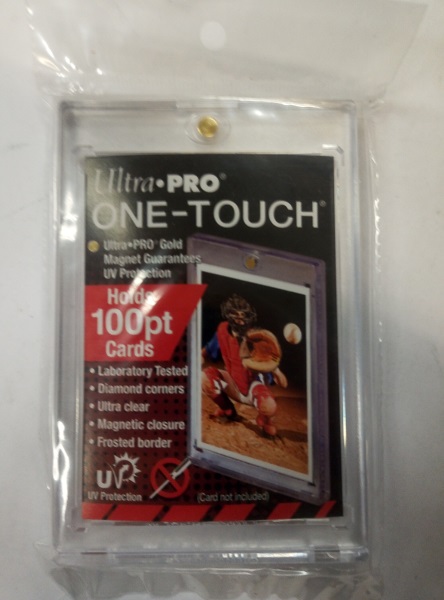 Ultra•PRO®
ONE-TOUCH®
Ultra•PRO® Gold
Magnet Guarantees
UV Protection
Holds
100pt
Cards
• Laboratory Tested
• Diamond corners
• Ultra clear
• Magnetic closure
• Frosted border
UV
UV Protection
(Card not included)